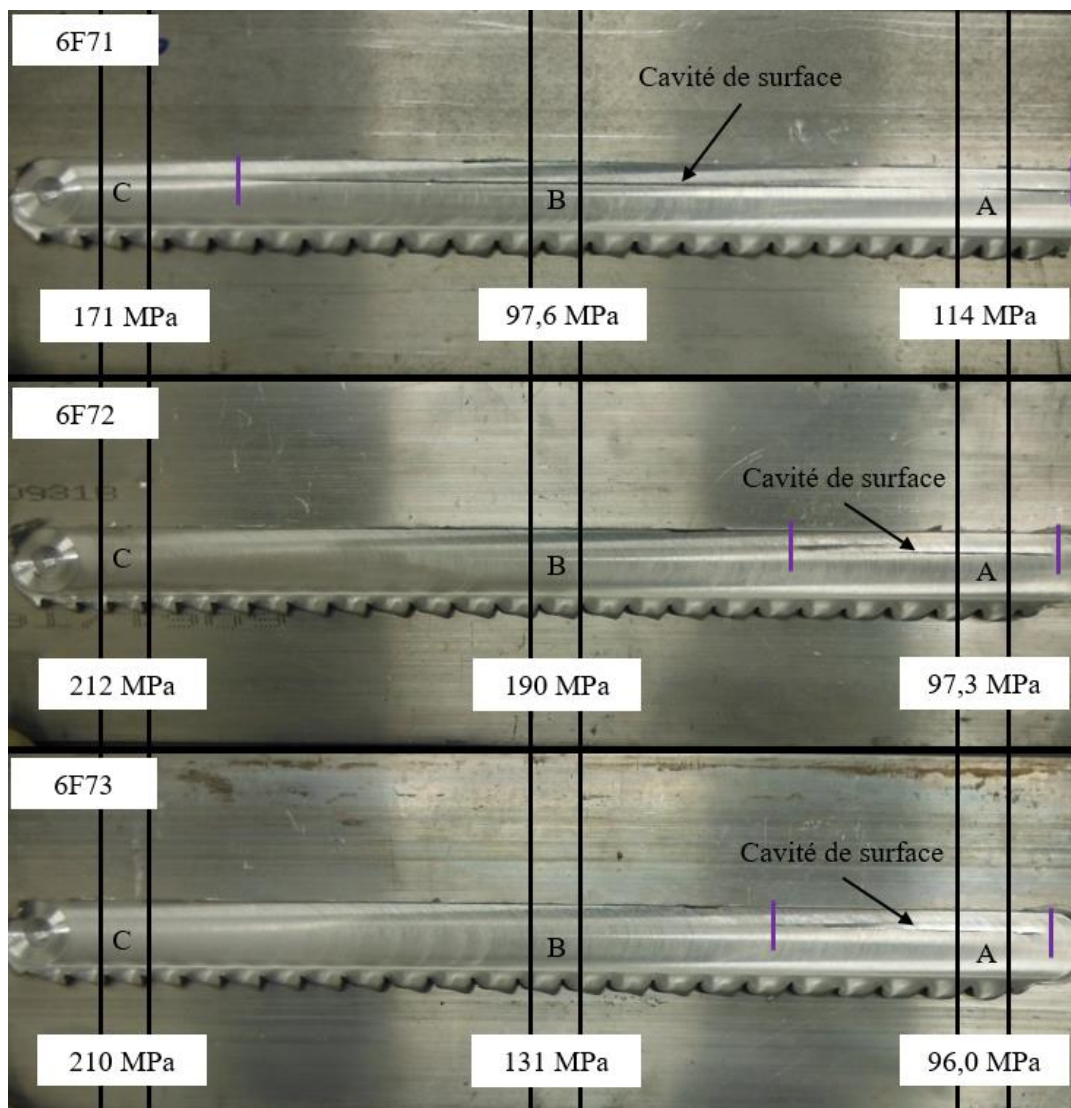 6F71
Cavité de surface
C
B
A
171 MPa
97,6 MPa
114 MPa
6F72
Cavité de surface
09318
C
B
A
212 MPa
190 MPa
97,3 MPa
6F73
Cavité de surface
C
B
A
210 MPa
131 MPa
96,0 MPa